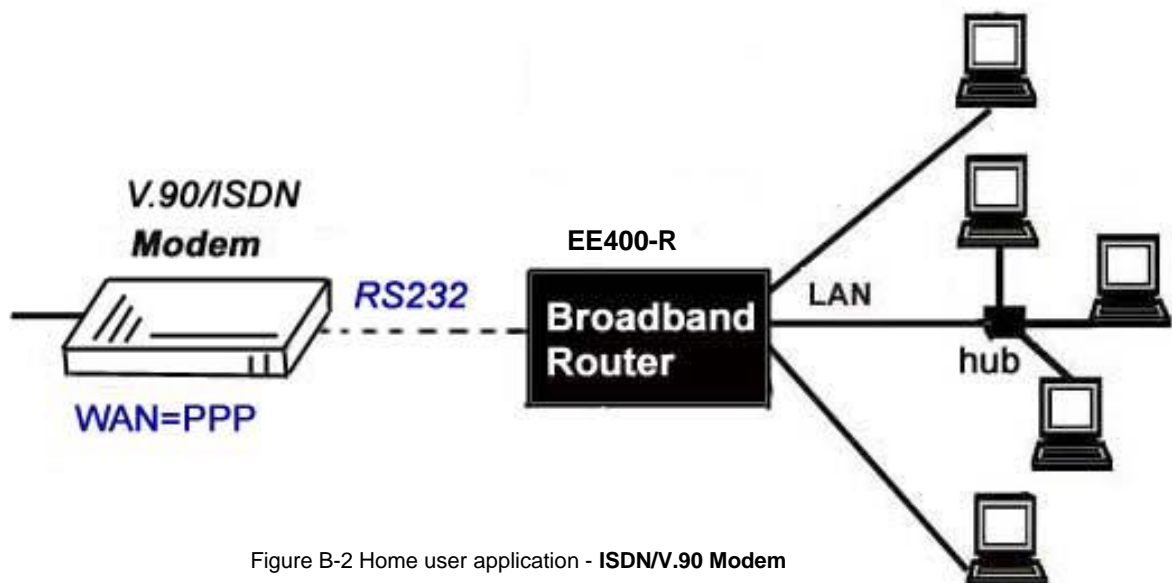 V.90/ISDN
Modem
RS232
WAN=PPP
EE400-R
Broadband
Router
LAN
hub
Figure B-2 Home user application - ISDN/V.90 Modem